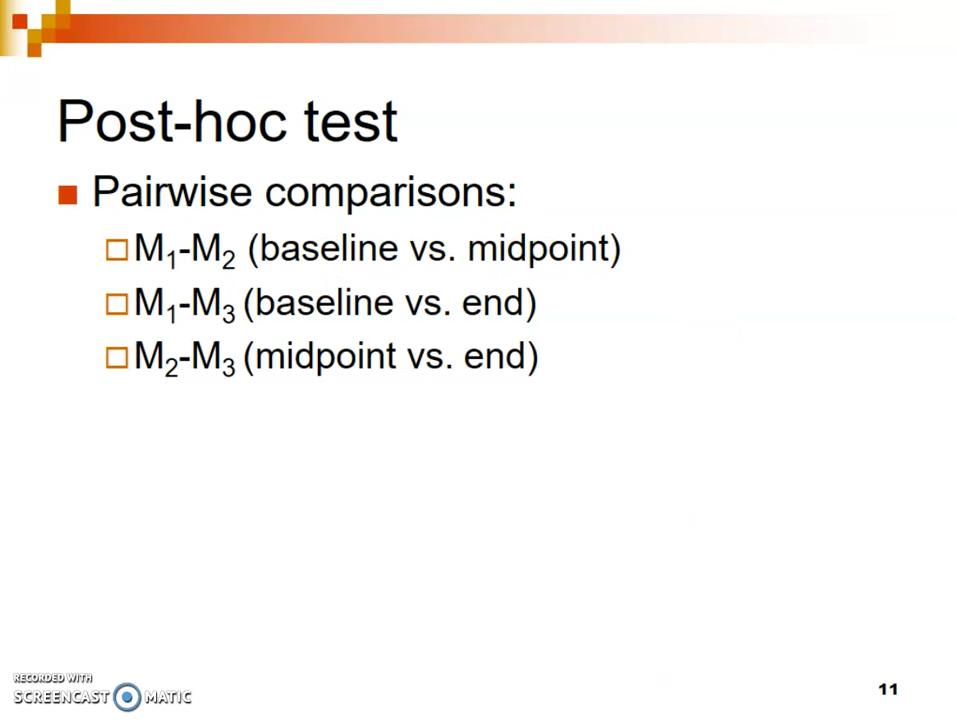 Post-hoc test
Pairwise comparisons:
M₁-M₂ (baseline vs. midpoint)
M₁-M₃ (baseline vs. end)
M₂-M₃ (midpoint vs. end)
RECORDED WITH
SCREENCAST MATIC
11